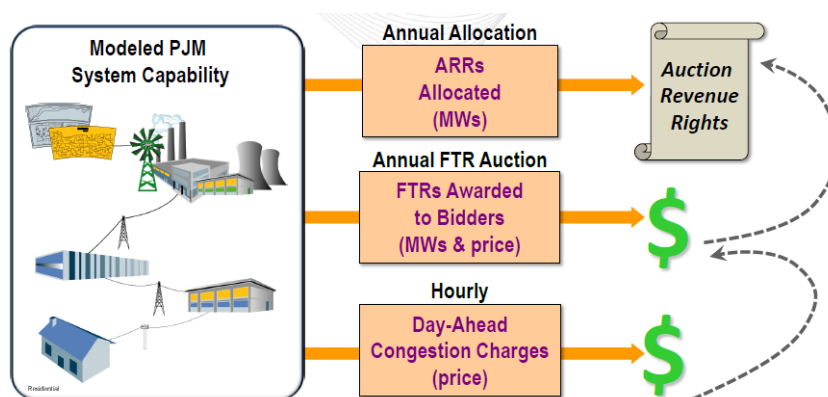 Modeled PJM
System Capability
Residential
Annual Allocation
ARRs
Allocated
(MWs)
Auction
Revenue
Rights
Annual FTR Auction
FTRs Awarded
to Bidders
(MWs & price)
$
Hourly
Day-Ahead
Congestion Charges
(price)
$